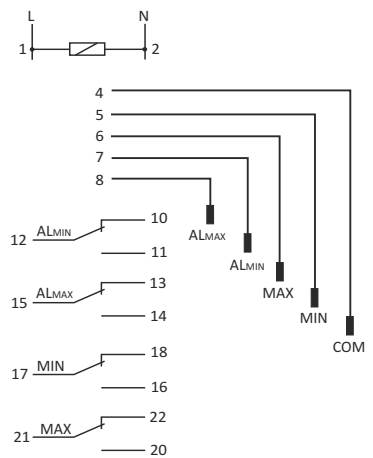 L N
1 2
4
5
6
7
8
ALMAX
ALMIN
MAX
MIN
COM
12 ALMIN 10
11
15 ALMAX 13
14
17 MIN 18
16
21 MAX 22
20